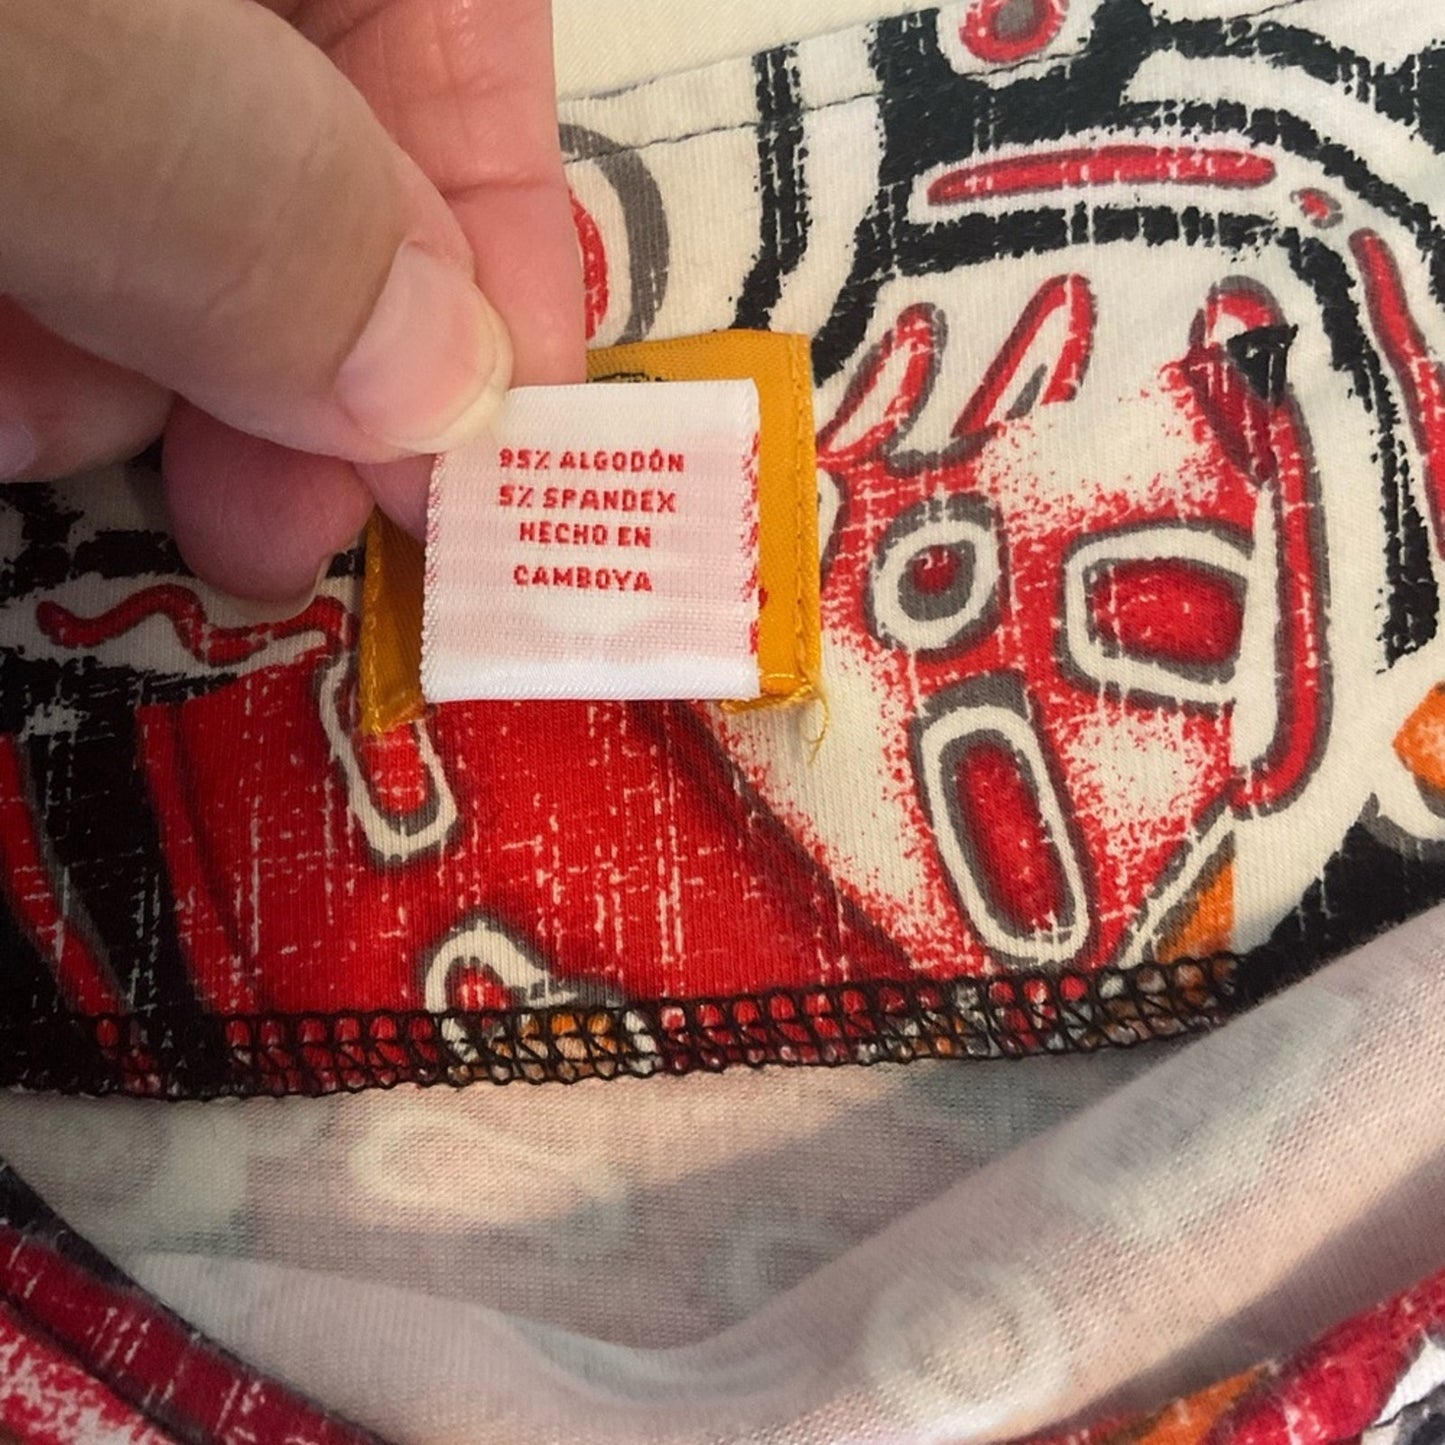 95% ALGODÓN
5% SPANDEX
HECHO EN
CAMBOYA